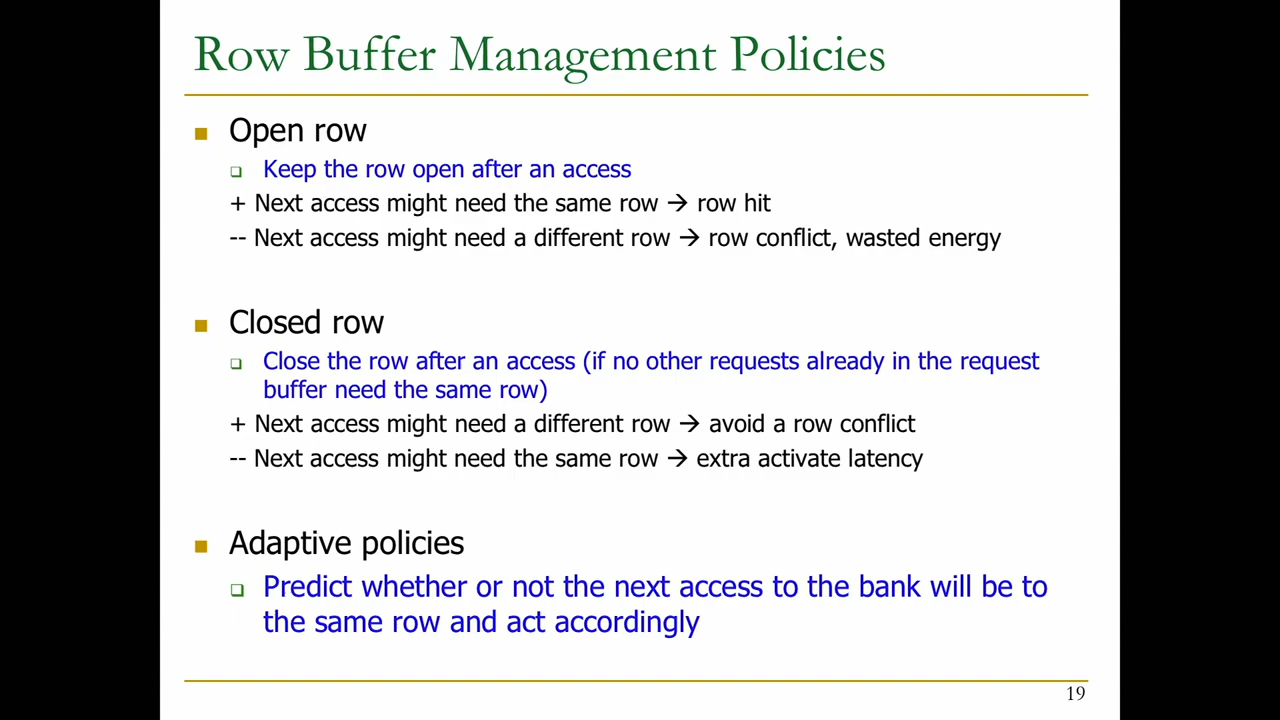 Row Buffer Management Policies
Open row
Keep the row open after an access
+ Next access might need the same row → row hit
-- Next access might need a different row → row conflict, wasted energy
Closed row
Close the row after an access (if no other requests already in the request
buffer need the same row)
+ Next access might need a different row → avoid a row conflict
-- Next access might need the same row → extra activate latency
Adaptive policies
Predict whether or not the next access to the bank will be to
the same row and act accordingly
19